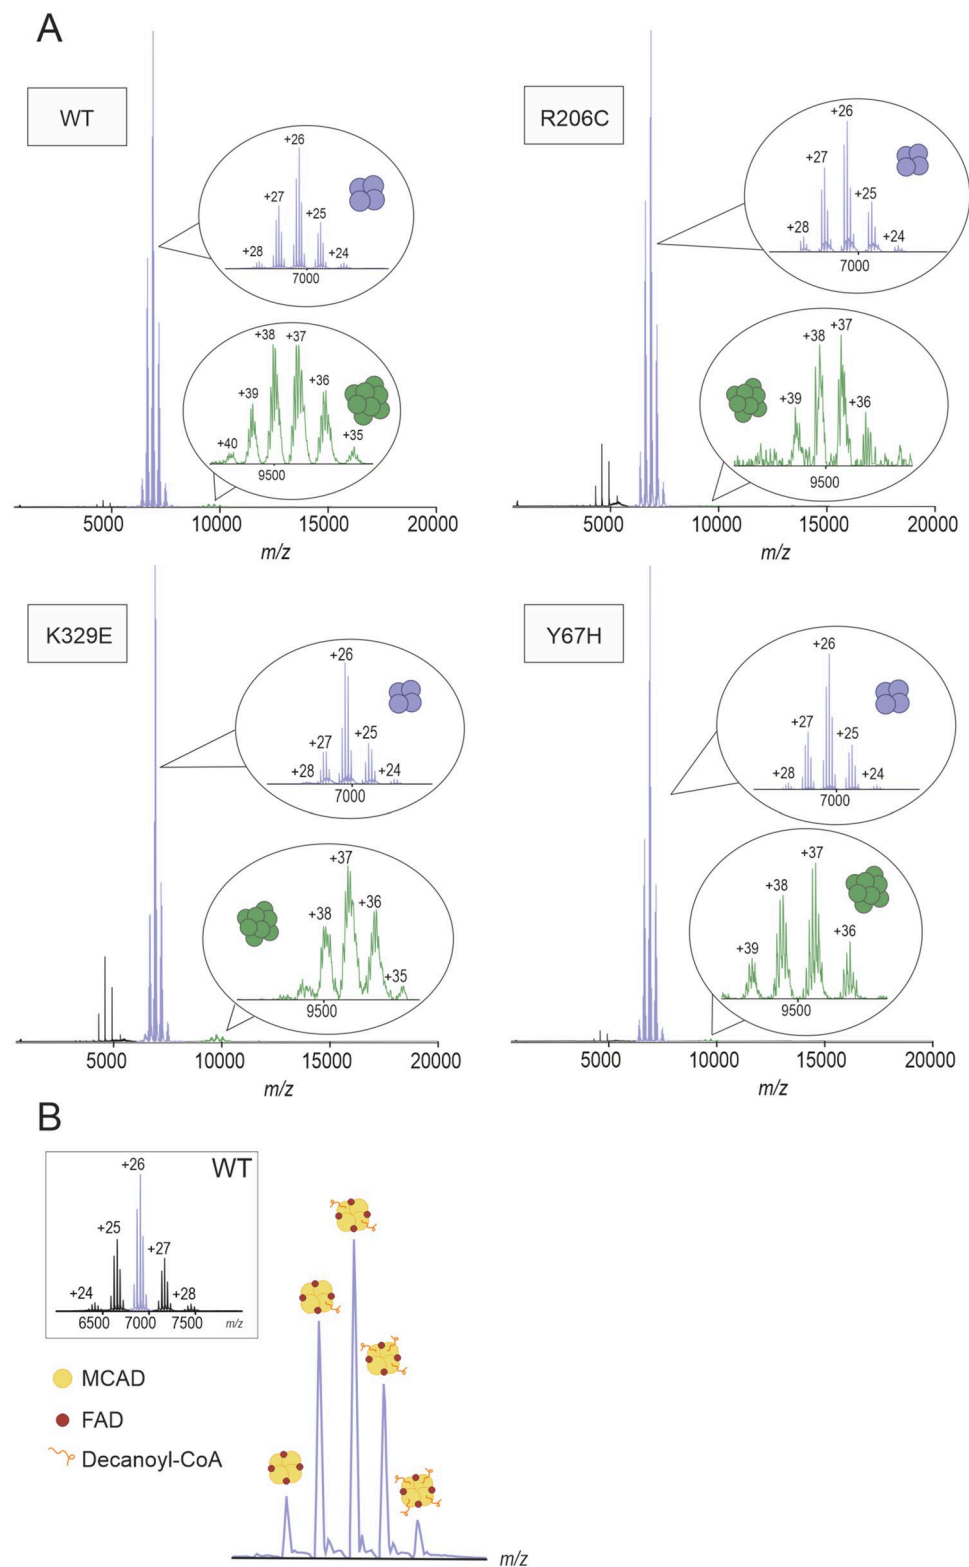 A
WT
+28
+27
+26
+25
+24
7000
+40
+39
+38
+37
+36
+35
9500
5000 10000 15000 20000
m/z
R206C
+28
+27
+26
+25
+24
7000
+39
+38
+37
+36
9500
5000 10000 15000 20000
m/z
K329E
+28
+27
+26
+25
+24
7000
+38
+37
+36
+35
9500
5000 10000 15000 20000
m/z
Y67H
+28
+27
+26
+25
+24
7000
+39
+38
+37
+36
9500
5000 10000 15000 20000
m/z
B
WT
+24
+25
+26
+27
+28
6500 7000 7500 m/z
MCAD
FAD
Decanoyl-CoA
m/z